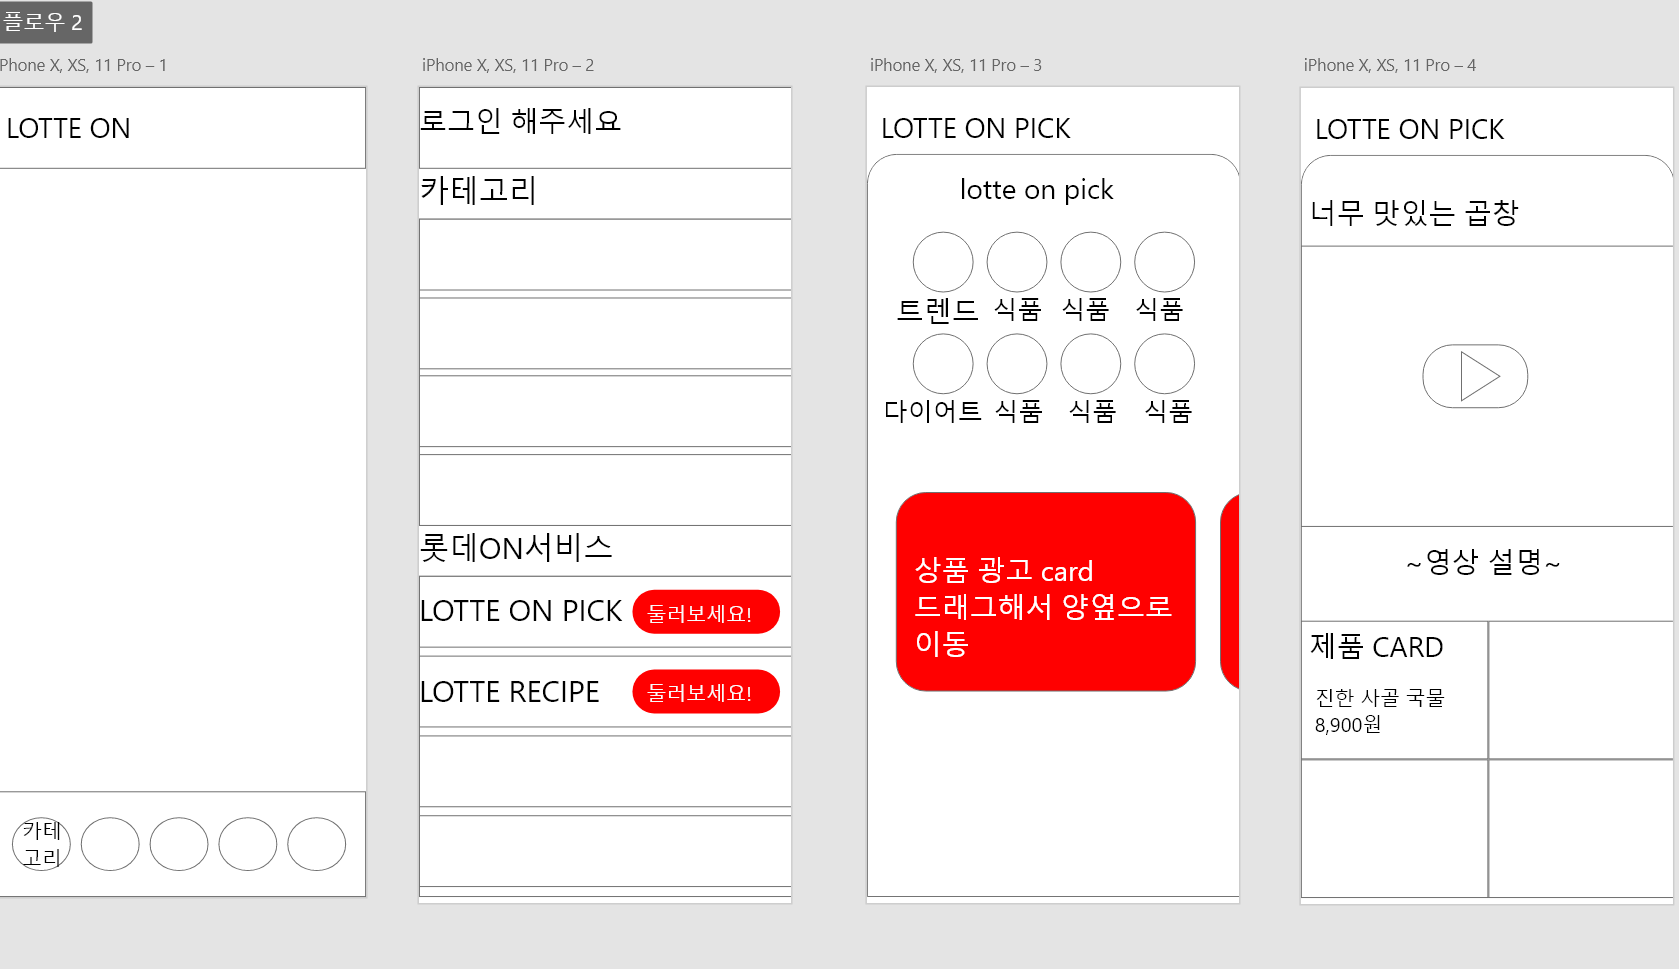 플로우 2
Phone X, XS, 11 Pro – 1
LOTTE ON
카테
고리
iPhone X, XS, 11 Pro – 2
로그인 해주세요
카테고리
롯데ON서비스
LOTTE ON PICK 둘러보세요!
LOTTE RECIPE 둘러보세요!
iPhone X, XS, 11 Pro – 3
LOTTE ON PICK
lotte on pick
트렌드 식품 식품 식품
다이어트 식품 식품 식품
상품 광고 card
드래그해서 양옆으로
이동
iPhone X, XS, 11 Pro – 4
LOTTE ON PICK
너무 맛있는 곱창
~영상 설명~
제품 CARD
진한 사골 국물
8,900원